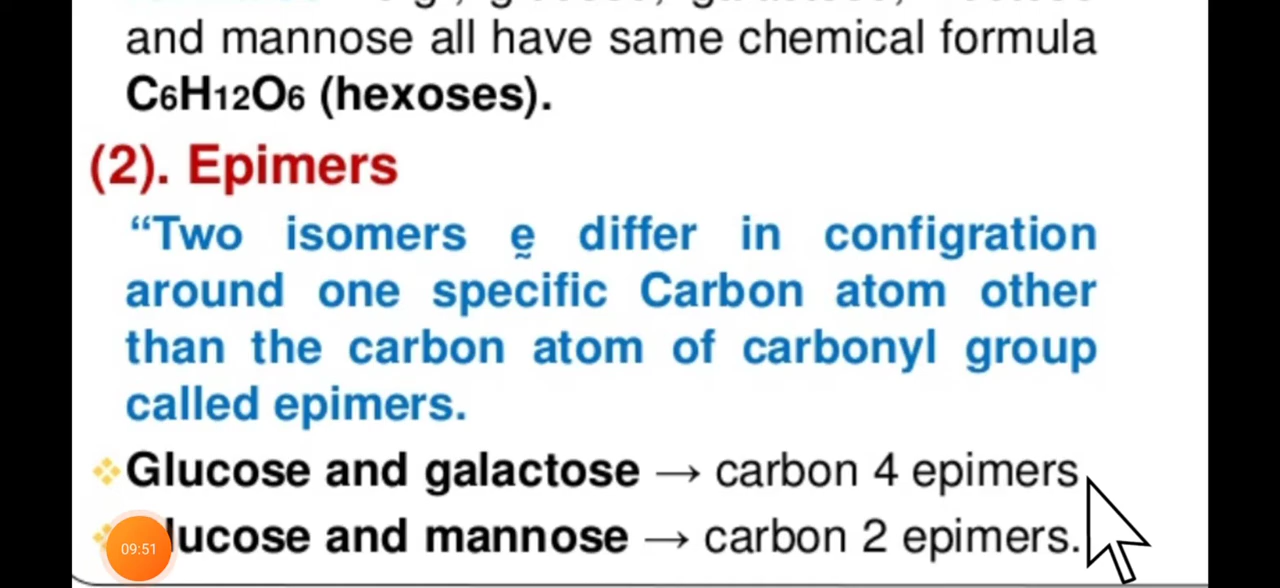 and mannose all have same chemical formula
C6H12O6 (hexoses).
(2). Epimers
“Two isomers ḛ differ in configration
around one specific Carbon atom other
than the carbon atom of carbonyl group
called epimers.
Glucose and galactose → carbon 4 epimers
and mannose → carbon 2 epimers.
09:51